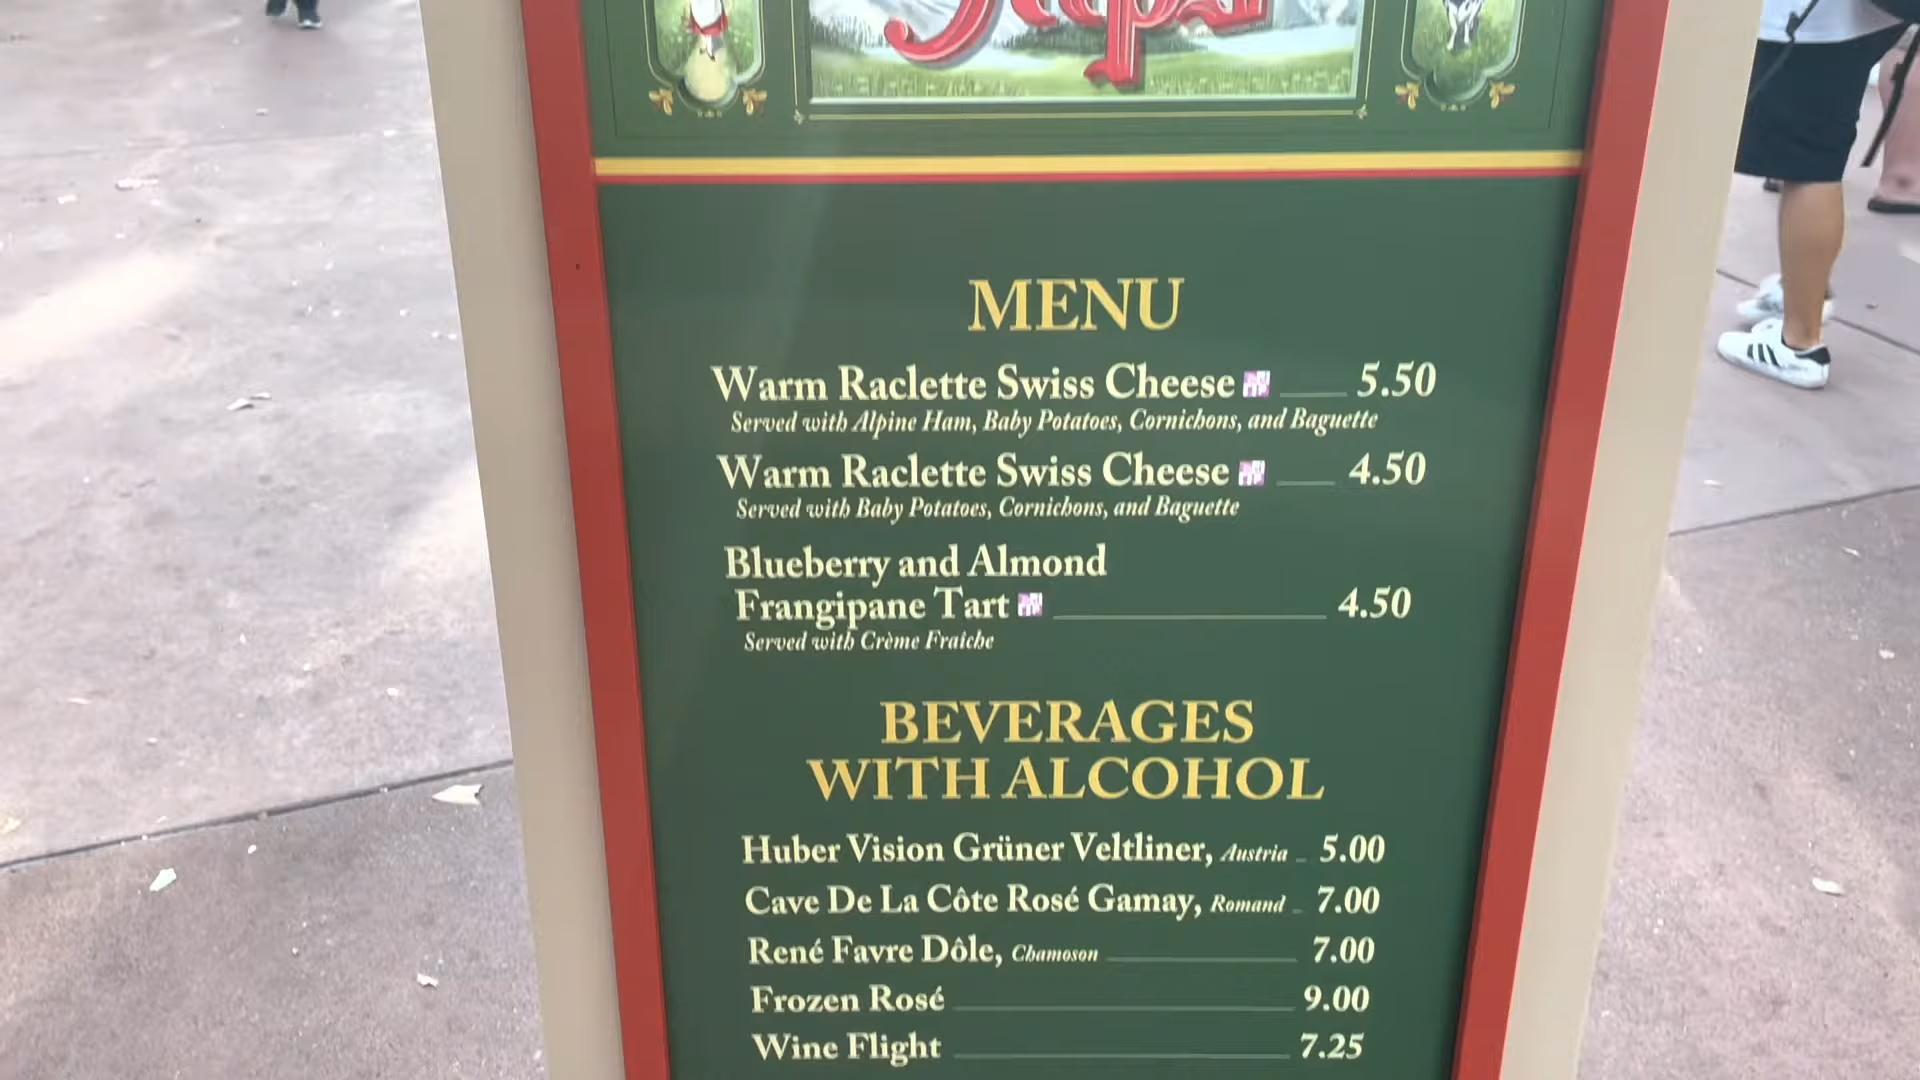 Alps
MENU
Warm Raclette Swiss Cheese 5.50
Served with Alpine Ham, Baby Potatoes, Cornichons, and Baguette
Warm Raclette Swiss Cheese 4.50
Served with Baby Potatoes, Cornichons, and Baguette
Blueberry and Almond
Frangipane Tart 4.50
Served with Crème Fraîche
BEVERAGES
WITH ALCOHOL
Huber Vision Grüner Veltliner, Austria 5.00
Cave De La Côte Rosé Gamay, Romand 7.00
René Favre Dôle, Chamoson 7.00
Frozen Rosé 9.00
Wine Flight 7.25